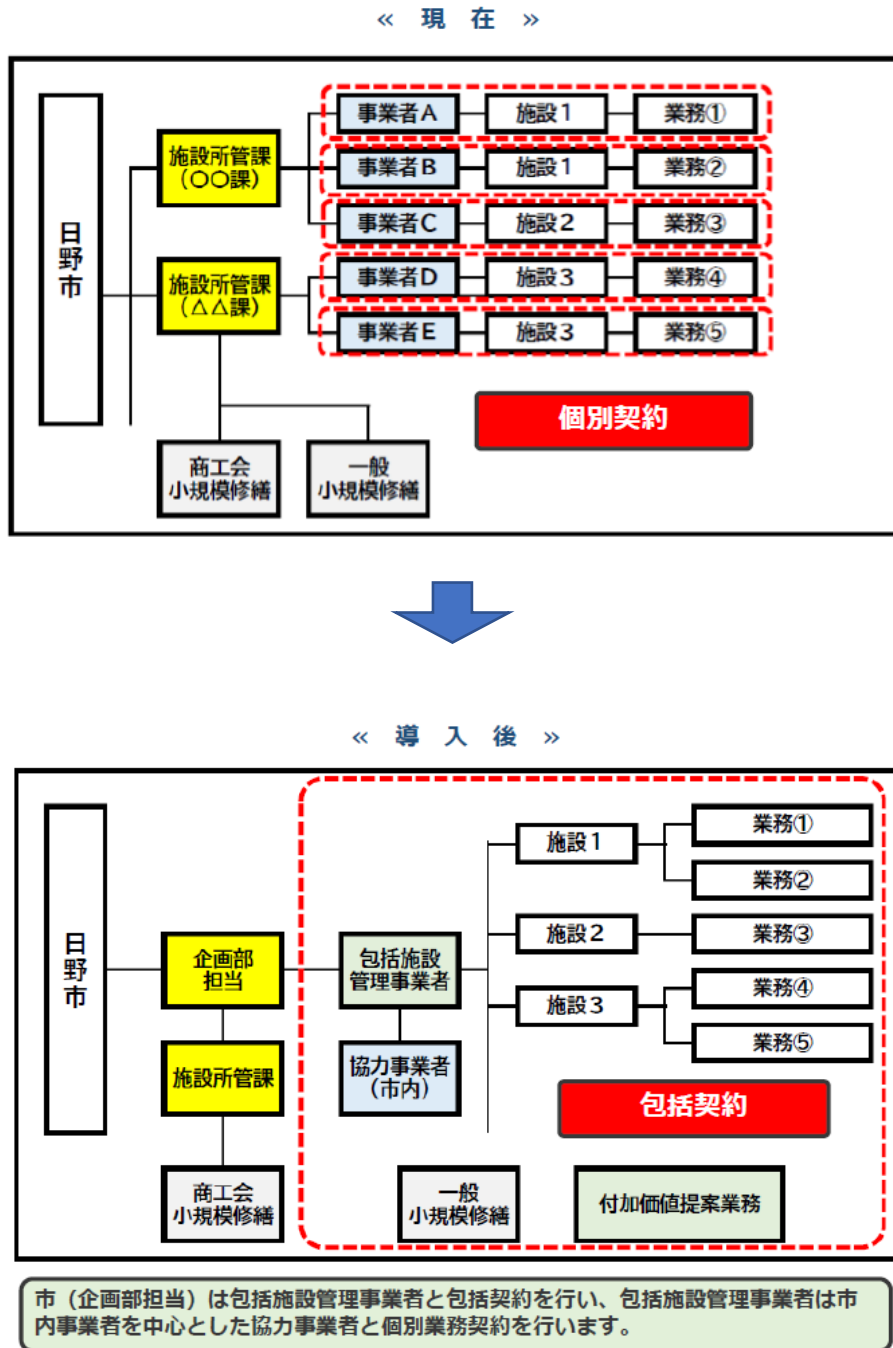 « 現 在 »
日野市
施設所管課
(〇〇課)
事業者A
施設1
業務①
事業者B
施設1
業務②
事業者C
施設2
業務③
施設所管課
(△△課)
事業者D
施設3
業務④
事業者E
施設3
業務⑤
個別契約
商工会
小規模修繕
一般
小規模修繕
« 導 入 後 »
日野市
企画部
担当
施設所管課
商工会
小規模修繕
包括施設
管理事業者
協力事業者
(市内)
施設1
業務①
業務②
施設2
業務③
施設3
業務④
業務⑤
包括契約
一般
小規模修繕
付加価値提案業務
市（企画部担当）は包括施設管理事業者と包括契約を行い、包括施設管理事業者は市
内事業者を中心とした協力事業者と個別業務契約を行います。